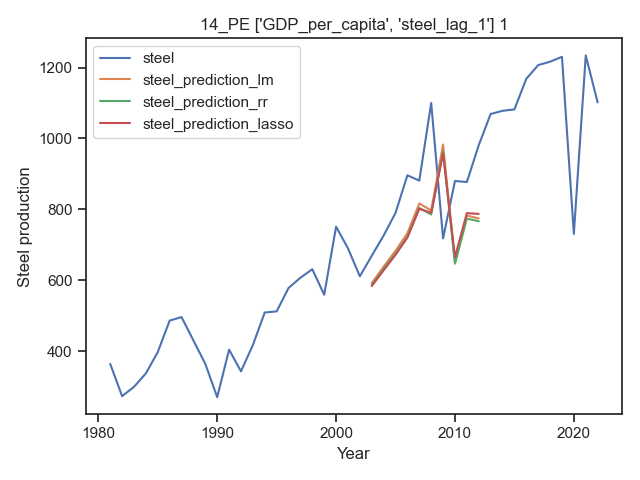 14_PE ['GDP_per_capita', 'steel_lag_1'] 1
steel
steel_prediction_lm
steel_prediction_rr
steel_prediction_lasso
1200
1000
800
600
400
Steel production
1980
1990
2000
2010
2020
Year